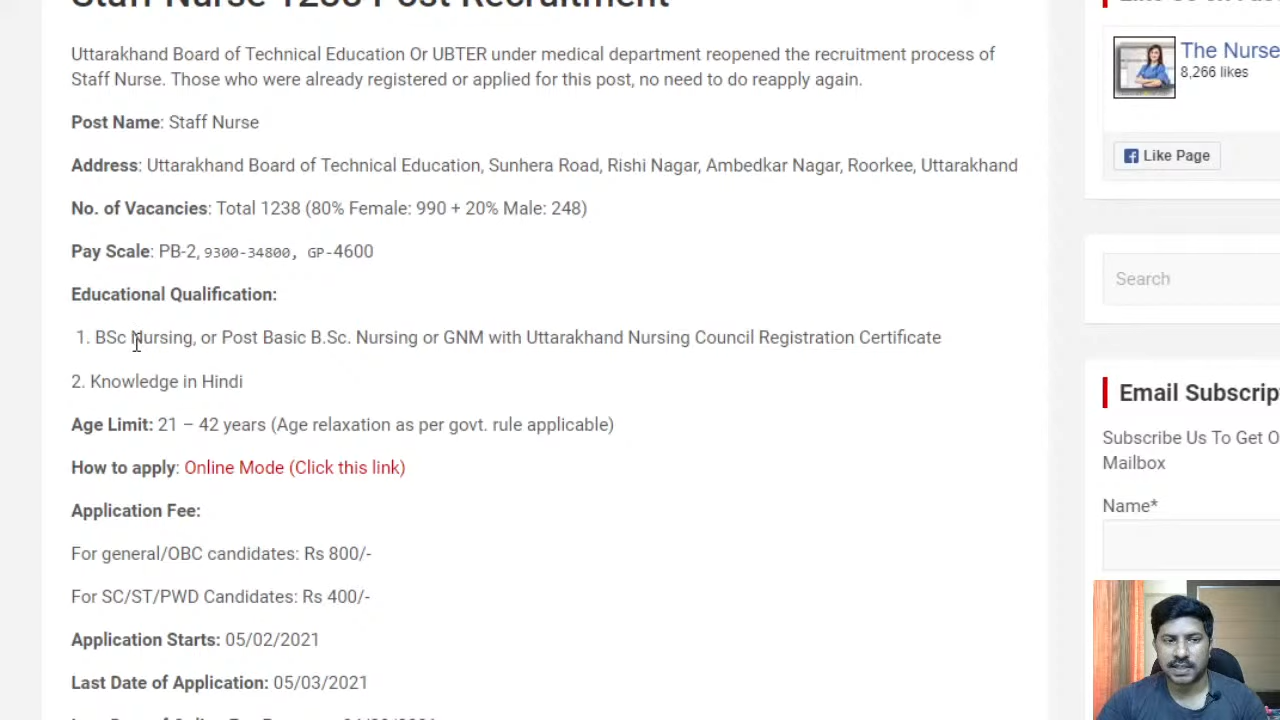 Staff Nurse 1238 Post Recruitment
Uttarakhand Board of Technical Education Or UBTER under medical department reopened the recruitment process of
Staff Nurse. Those who were already registered or applied for this post, no need to do reapply again.
Post Name: Staff Nurse
Address: Uttarakhand Board of Technical Education, Sunhera Road, Rishi Nagar, Ambedkar Nagar, Roorkee, Uttarakhand
No. of Vacancies: Total 1238 (80% Female: 990 + 20% Male: 248)
Pay Scale: PB-2, 9300-34800, GP-4600
Educational Qualification:
1. BSc Nursing, or Post Basic B.Sc. Nursing or GNM with Uttarakhand Nursing Council Registration Certificate
2. Knowledge in Hindi
Age Limit: 21 – 42 years (Age relaxation as per govt. rule applicable)
How to apply: Online Mode (Click this link)
Application Fee:
For general/OBC candidates: Rs 800/-
For SC/ST/PWD Candidates: Rs 400/-
Application Starts: 05/02/2021
Last Date of Application: 05/03/2021
The Nurse
8,266 likes
Like Page
Search
Email Subscrip
Subscribe Us To Get O
Mailbox
Name*